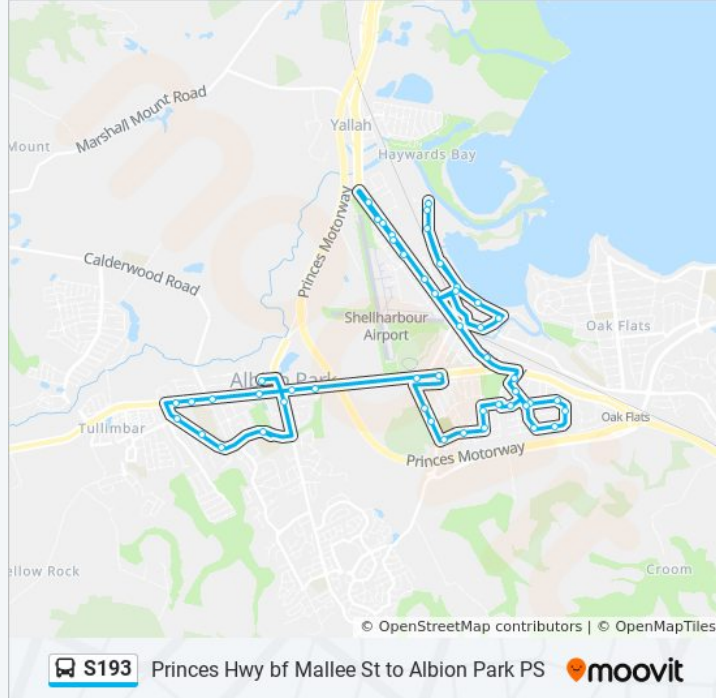 Yallah
Marshall Mount Road
Mount
Haywards Bay
Princes Motorway
Calderwood Road
Shellharbour
Airport
Oak Flats
Albion Park
Tullimbar
Oak Flats
Princes Motorway
ellow Rock
Croom
© OpenStreetMap contributors | © OpenMapTiles
S193 Princes Hwy bf Mallee St to Albion Park PS moovit